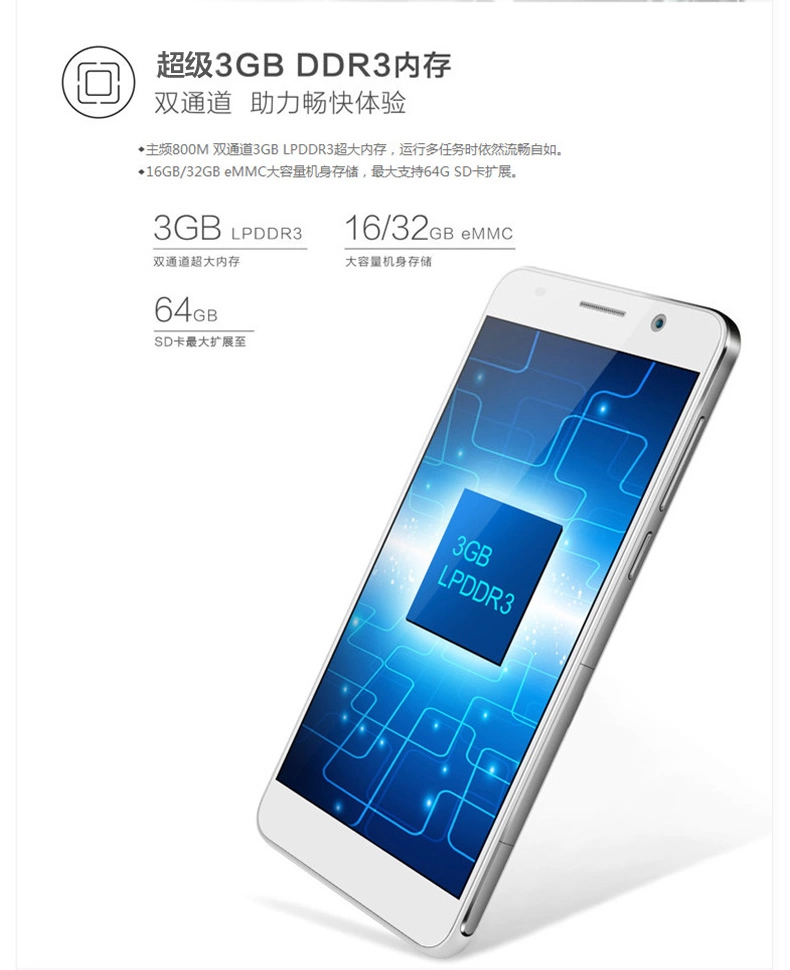 超级3GB DDR3内存
双通道 助力畅快体验
◆主频800M 双通道3GB LPDDR3超大内存，运行多任务时依然流畅自如。
◆16GB/32GB eMMC大容量机身存储，最大支持64G SD卡扩展。
3GB LPDDR3
双通道超大内存
16/32GB eMMC
大容量机身存储
64GB
SD卡最大扩展至
3GB
LPDDR3